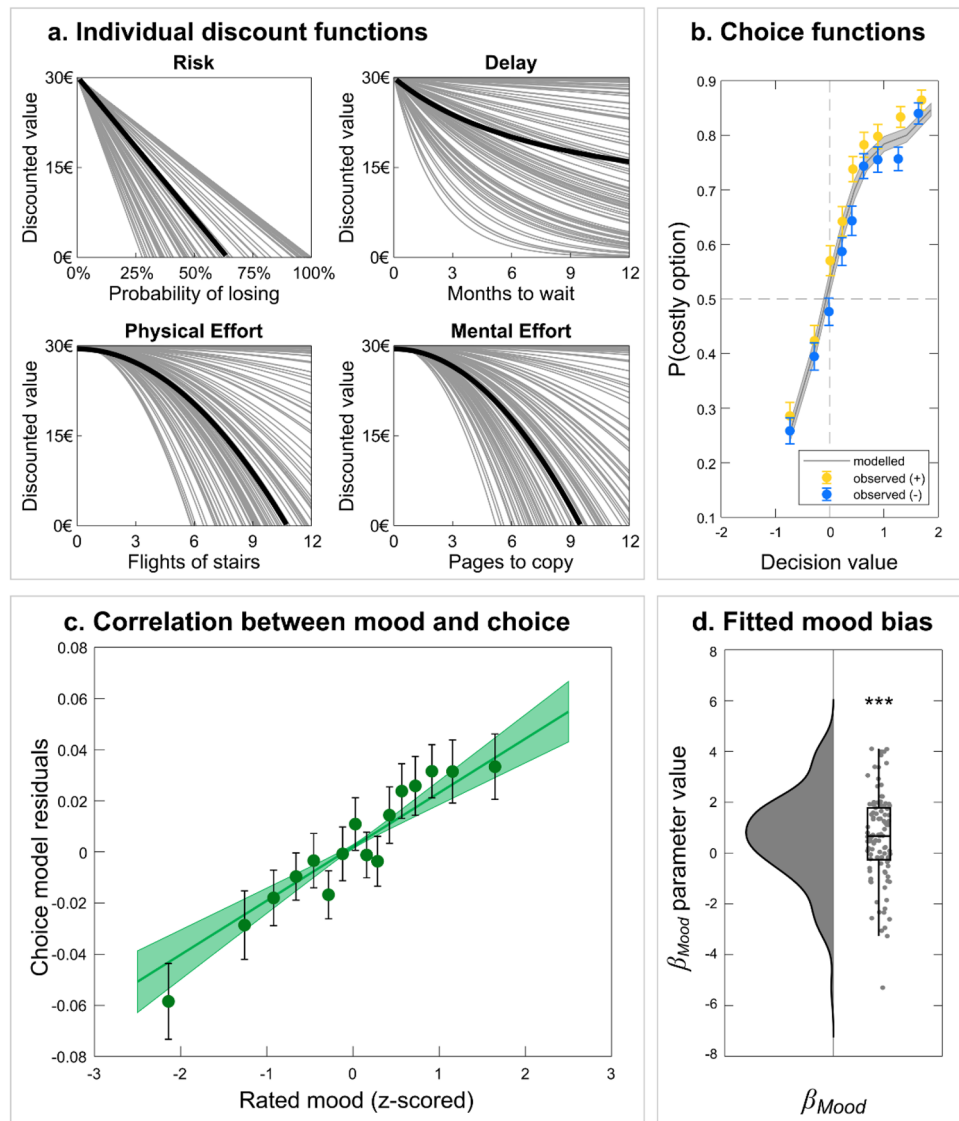 a. Individual discount functions
Risk
Discounted value
30€
15€
0€
0%
25%
50%
75%
100%
Probability of losing
Delay
Discounted value
30€
15€
0€
0
3
6
9
12
Months to wait
Physical Effort
Discounted value
30€
15€
0€
0
3
6
9
12
Flights of stairs
Mental Effort
Discounted value
30€
15€
0€
0
3
6
9
12
Pages to copy
b. Choice functions
P(costly option)
0.9
0.8
0.7
0.6
0.5
0.4
0.3
0.2
0.1
modelled
observed (+)
observed (-)
-2
-1
0
1
2
Decision value
c. Correlation between mood and choice
Choice model residuals
0.08
0.06
0.04
0.02
0
-0.02
-0.04
-0.06
-0.08
-3
-2
-1
0
1
2
3
Rated mood (z-scored)
d. Fitted mood bias
β_Mood parameter value
8
6
4
2
0
-2
-4
-6
-8
***
β_Mood